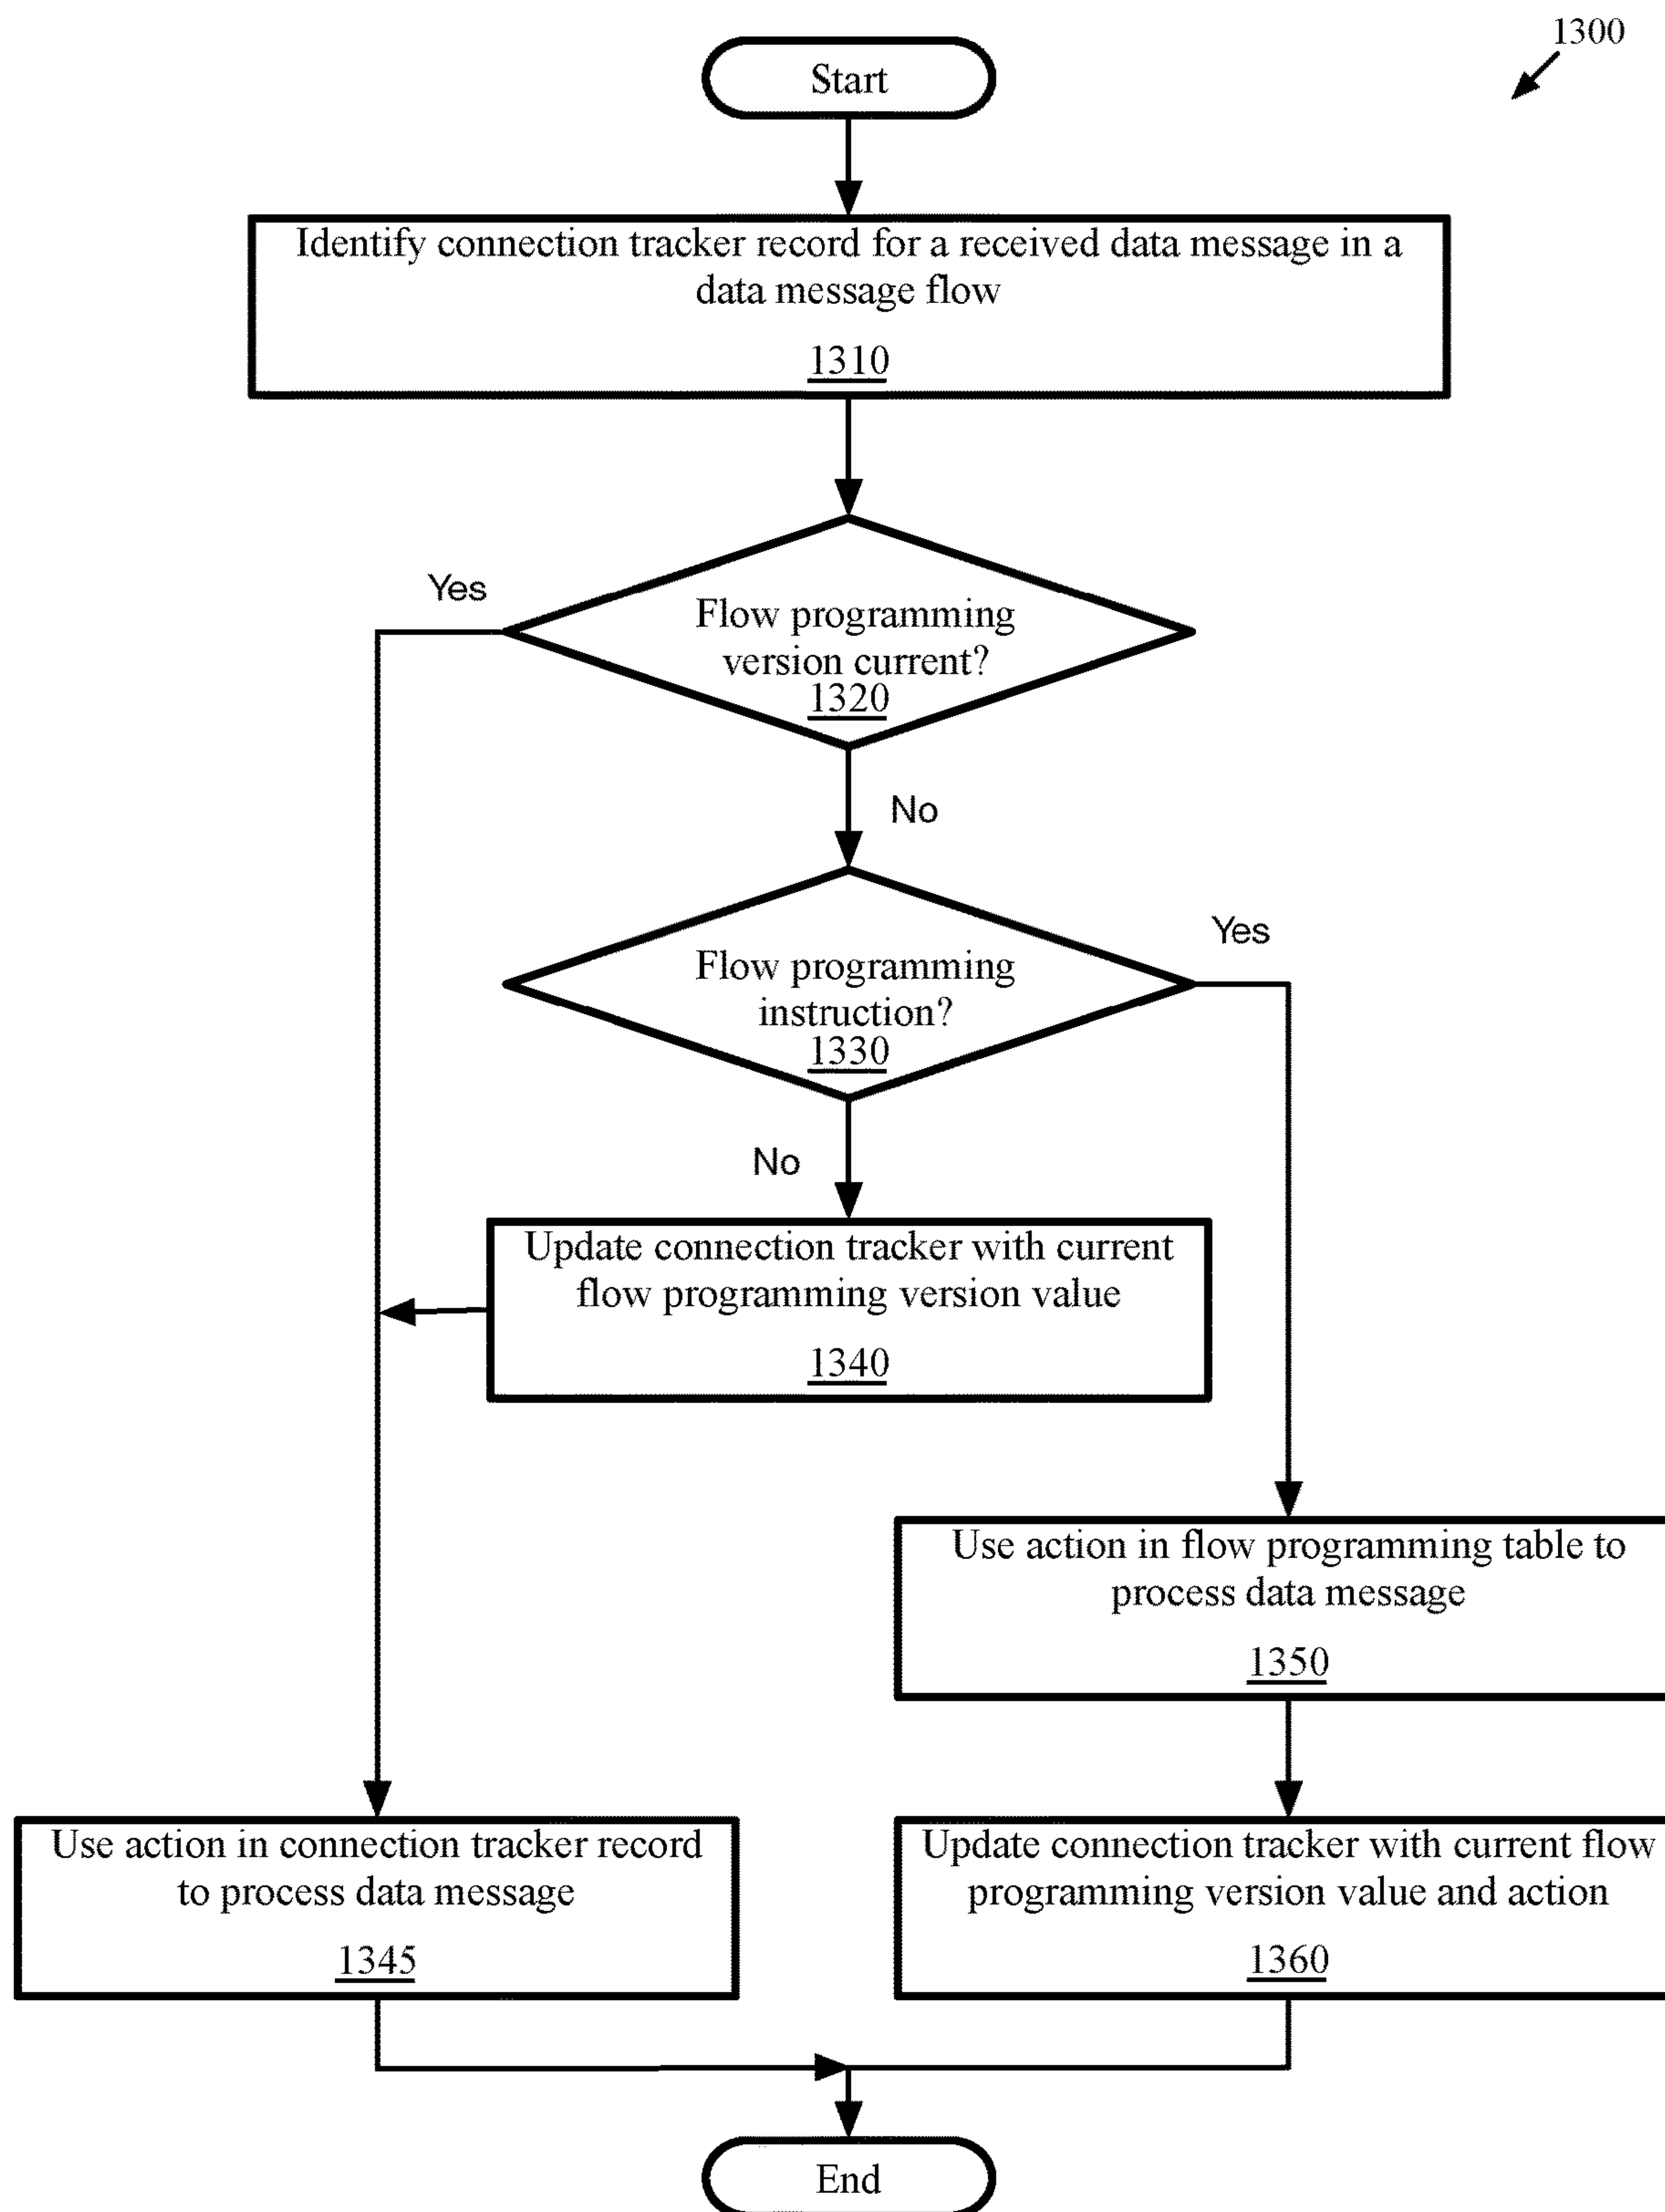 1300
Start
Identify connection tracker record for a received data message in a
data message flow
1310
Yes
Flow programming
version current?
1320
No
Yes
Flow programming
instruction?
1330
No
Update connection tracker with current
flow programming version value
1340
Use action in flow programming table to
process data message
1350
Use action in connection tracker record
to process data message
1345
Update connection tracker with current flow
programming version value and action
1360
End